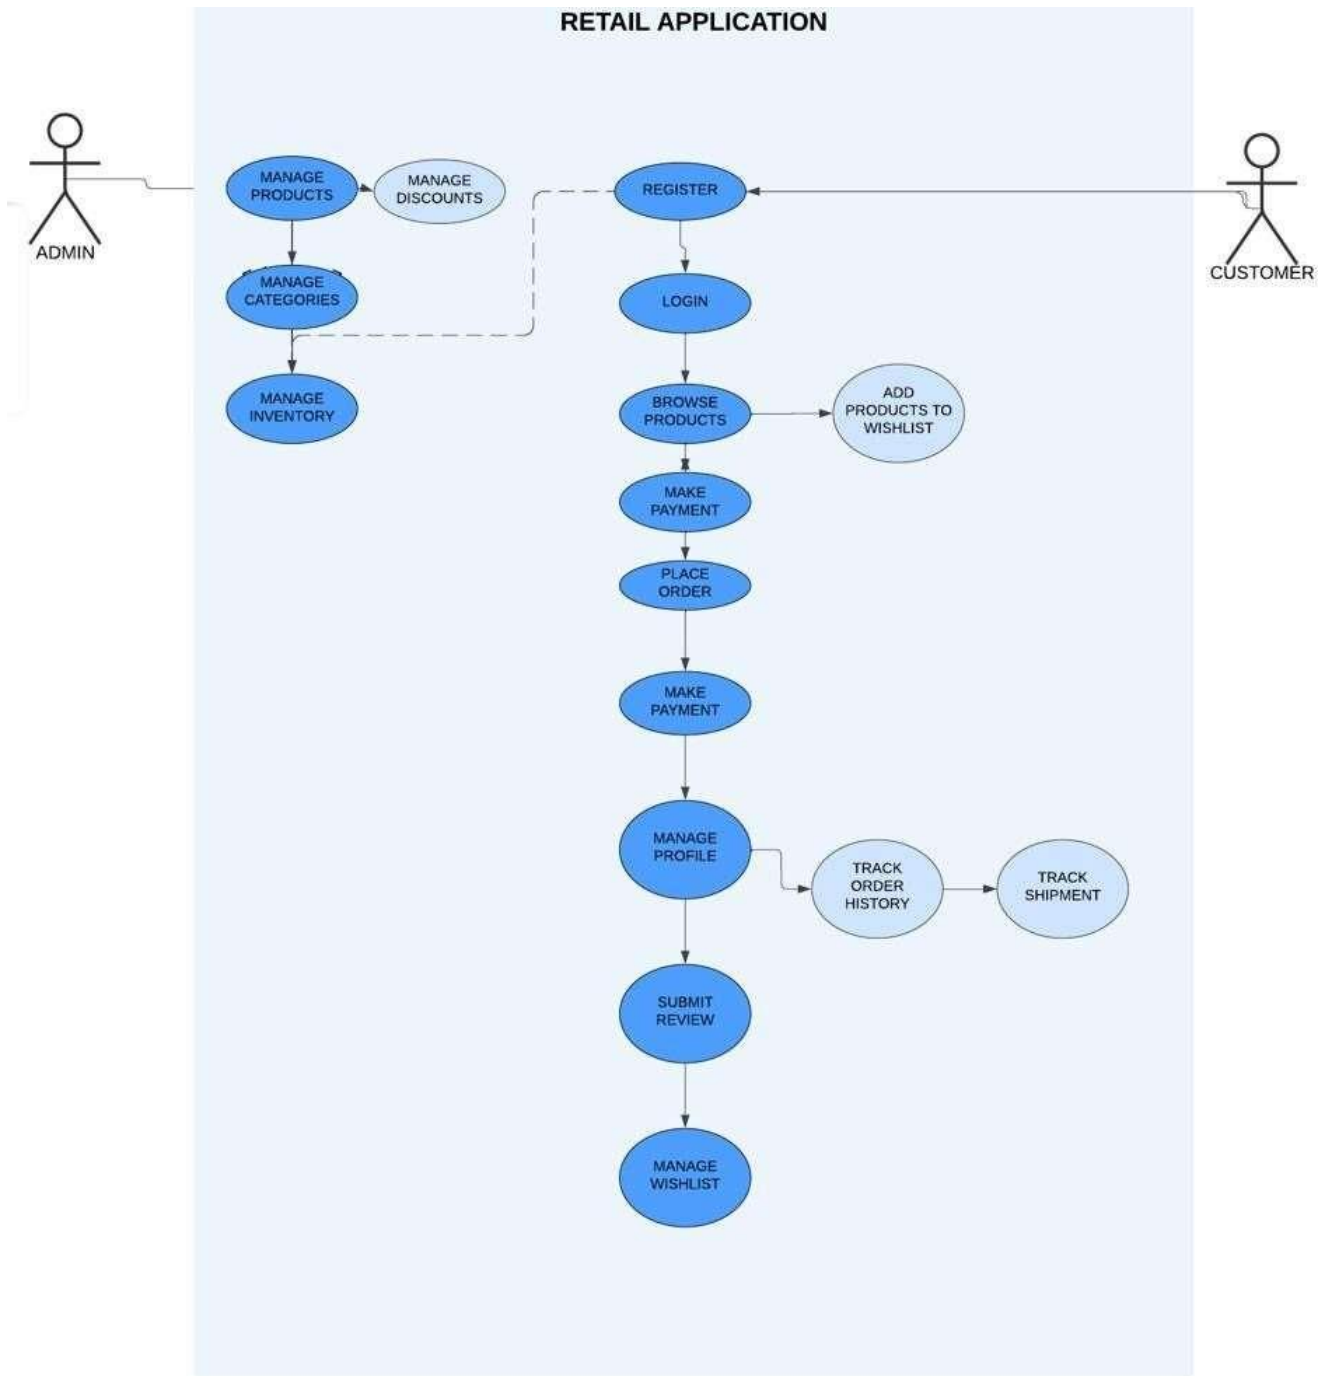 RETAIL APPLICATION
ADMIN
CUSTOMER
MANAGE
PRODUCTS
MANAGE
DISCOUNTS
MANAGE
CATEGORIES
MANAGE
INVENTORY
REGISTER
LOGIN
BROWSE
PRODUCTS
ADD
PRODUCTS TO
WISHLIST
MAKE
PAYMENT
PLACE
ORDER
MAKE
PAYMENT
MANAGE
PROFILE
TRACK
ORDER
HISTORY
TRACK
SHIPMENT
SUBMIT
REVIEW
MANAGE
WISHLIST